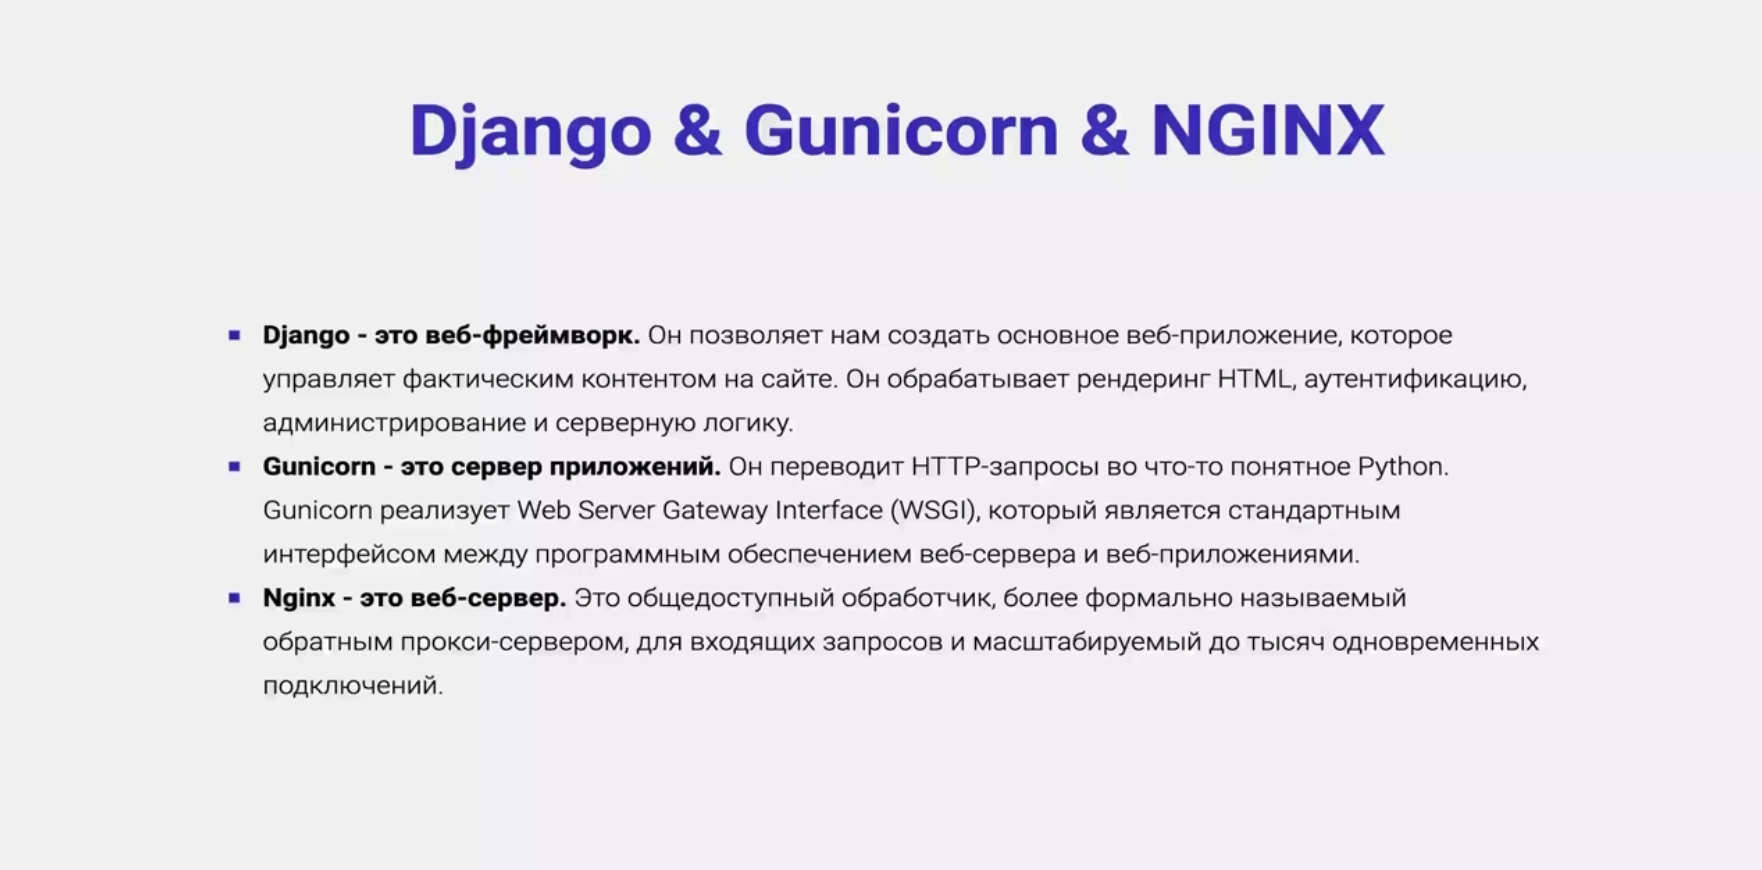 Django & Gunicorn & NGINX
Django - это веб-фреймворк. Он позволяет нам создать основное веб-приложение, которое
управляет фактическим контентом на сайте. Он обрабатывает рендеринг HTML, аутентификацию,
администрирование и серверную логику.
Gunicorn - это сервер приложений. Он переводит HTTP-запросы во что-то понятное Python.
Gunicorn реализует Web Server Gateway Interface (WSGI), который является стандартным
интерфейсом между программным обеспечением веб-сервера и веб-приложениями.
Nginx - это веб-сервер. Это общедоступный обработчик, более формально называемый
обратным прокси-сервером, для входящих запросов и масштабируемый до тысяч одновременных
подключений.